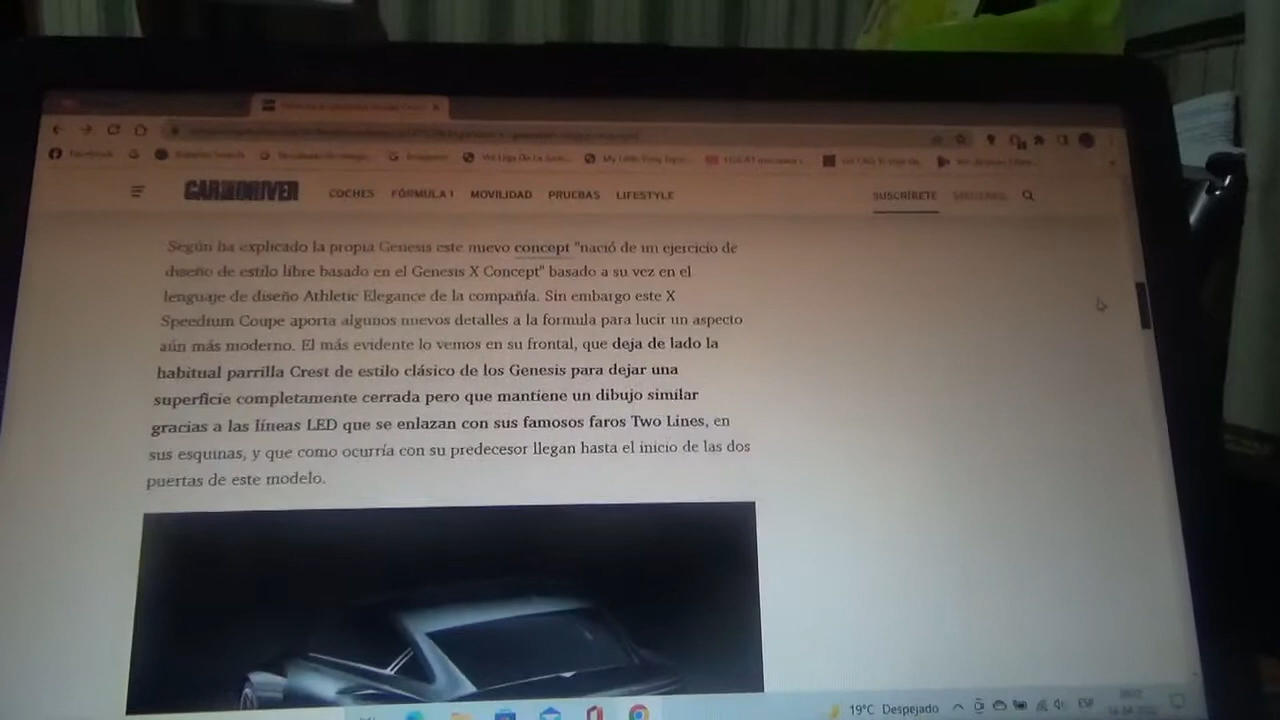 Facebook
CAR AND DRIVER
COCHES FÓRMULA 1 MOVILIDAD PRUEBAS LIFESTYLE
SUSCRÍBETE
Según ha explicado la propia Genesis este nuevo concept "nació de un ejercicio de
diseño de estilo libre basado en el Genesis X Concept" basado a su vez en el
lenguaje de diseño Athletic Elegance de la compañía. Sin embargo este X
Speedium Coupe aporta algunos nuevos detalles a la formula para lucir un aspecto
aún más moderno. El más evidente lo vemos en su frontal, que deja de lado la
habitual parrilla Crest de estilo clásico de los Genesis para dejar una
superficie completamente cerrada pero que mantiene un dibujo similar
gracias a las líneas LED que se enlazan con sus famosos faros Two Lines, en
sus esquinas, y que como ocurría con su predecesor llegan hasta el inicio de las dos
puertas de este modelo.
19°C Despejado
ESP